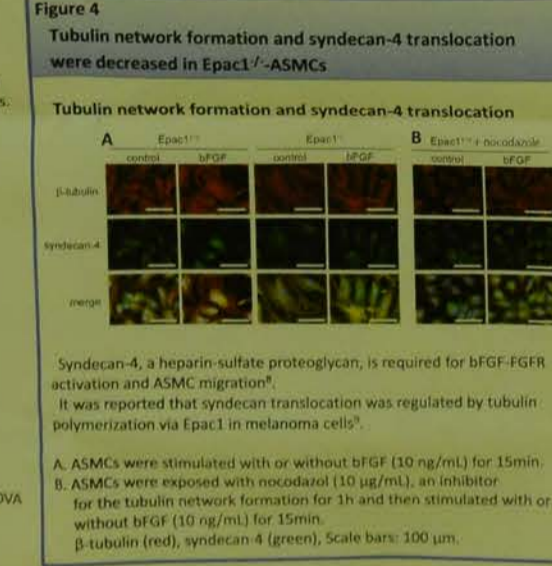 Figure 4
Tubulin network formation and syndecan-4 translocation
were decreased in Epac1-/--ASMCs
s.
Tubulin network formation and syndecan-4 translocation
A Epac1+/+ Epac1-/- B Epac1+/+ + nocodazole
control bFGF control bFGF control bFGF
β-tubulin
syndecan-4
merge
Syndecan-4, a heparin-sulfate proteoglycan, is required for bFGF-FGFR
activation and ASMC migration⁸.
It was reported that syndecan translocation was regulated by tubulin
polymerization via Epac1 in melanoma cells⁹.
A. ASMCs were stimulated with or without bFGF (10 ng/mL) for 15min.
B. ASMCs were exposed with nocodazol (10 μg/mL), an inhibitor
OVA
for the tubulin network formation for 1h and then stimulated with or
without bFGF (10 ng/mL) for 15min.
β-tubulin (red), syndecan-4 (green), Scale bars: 100 μm.